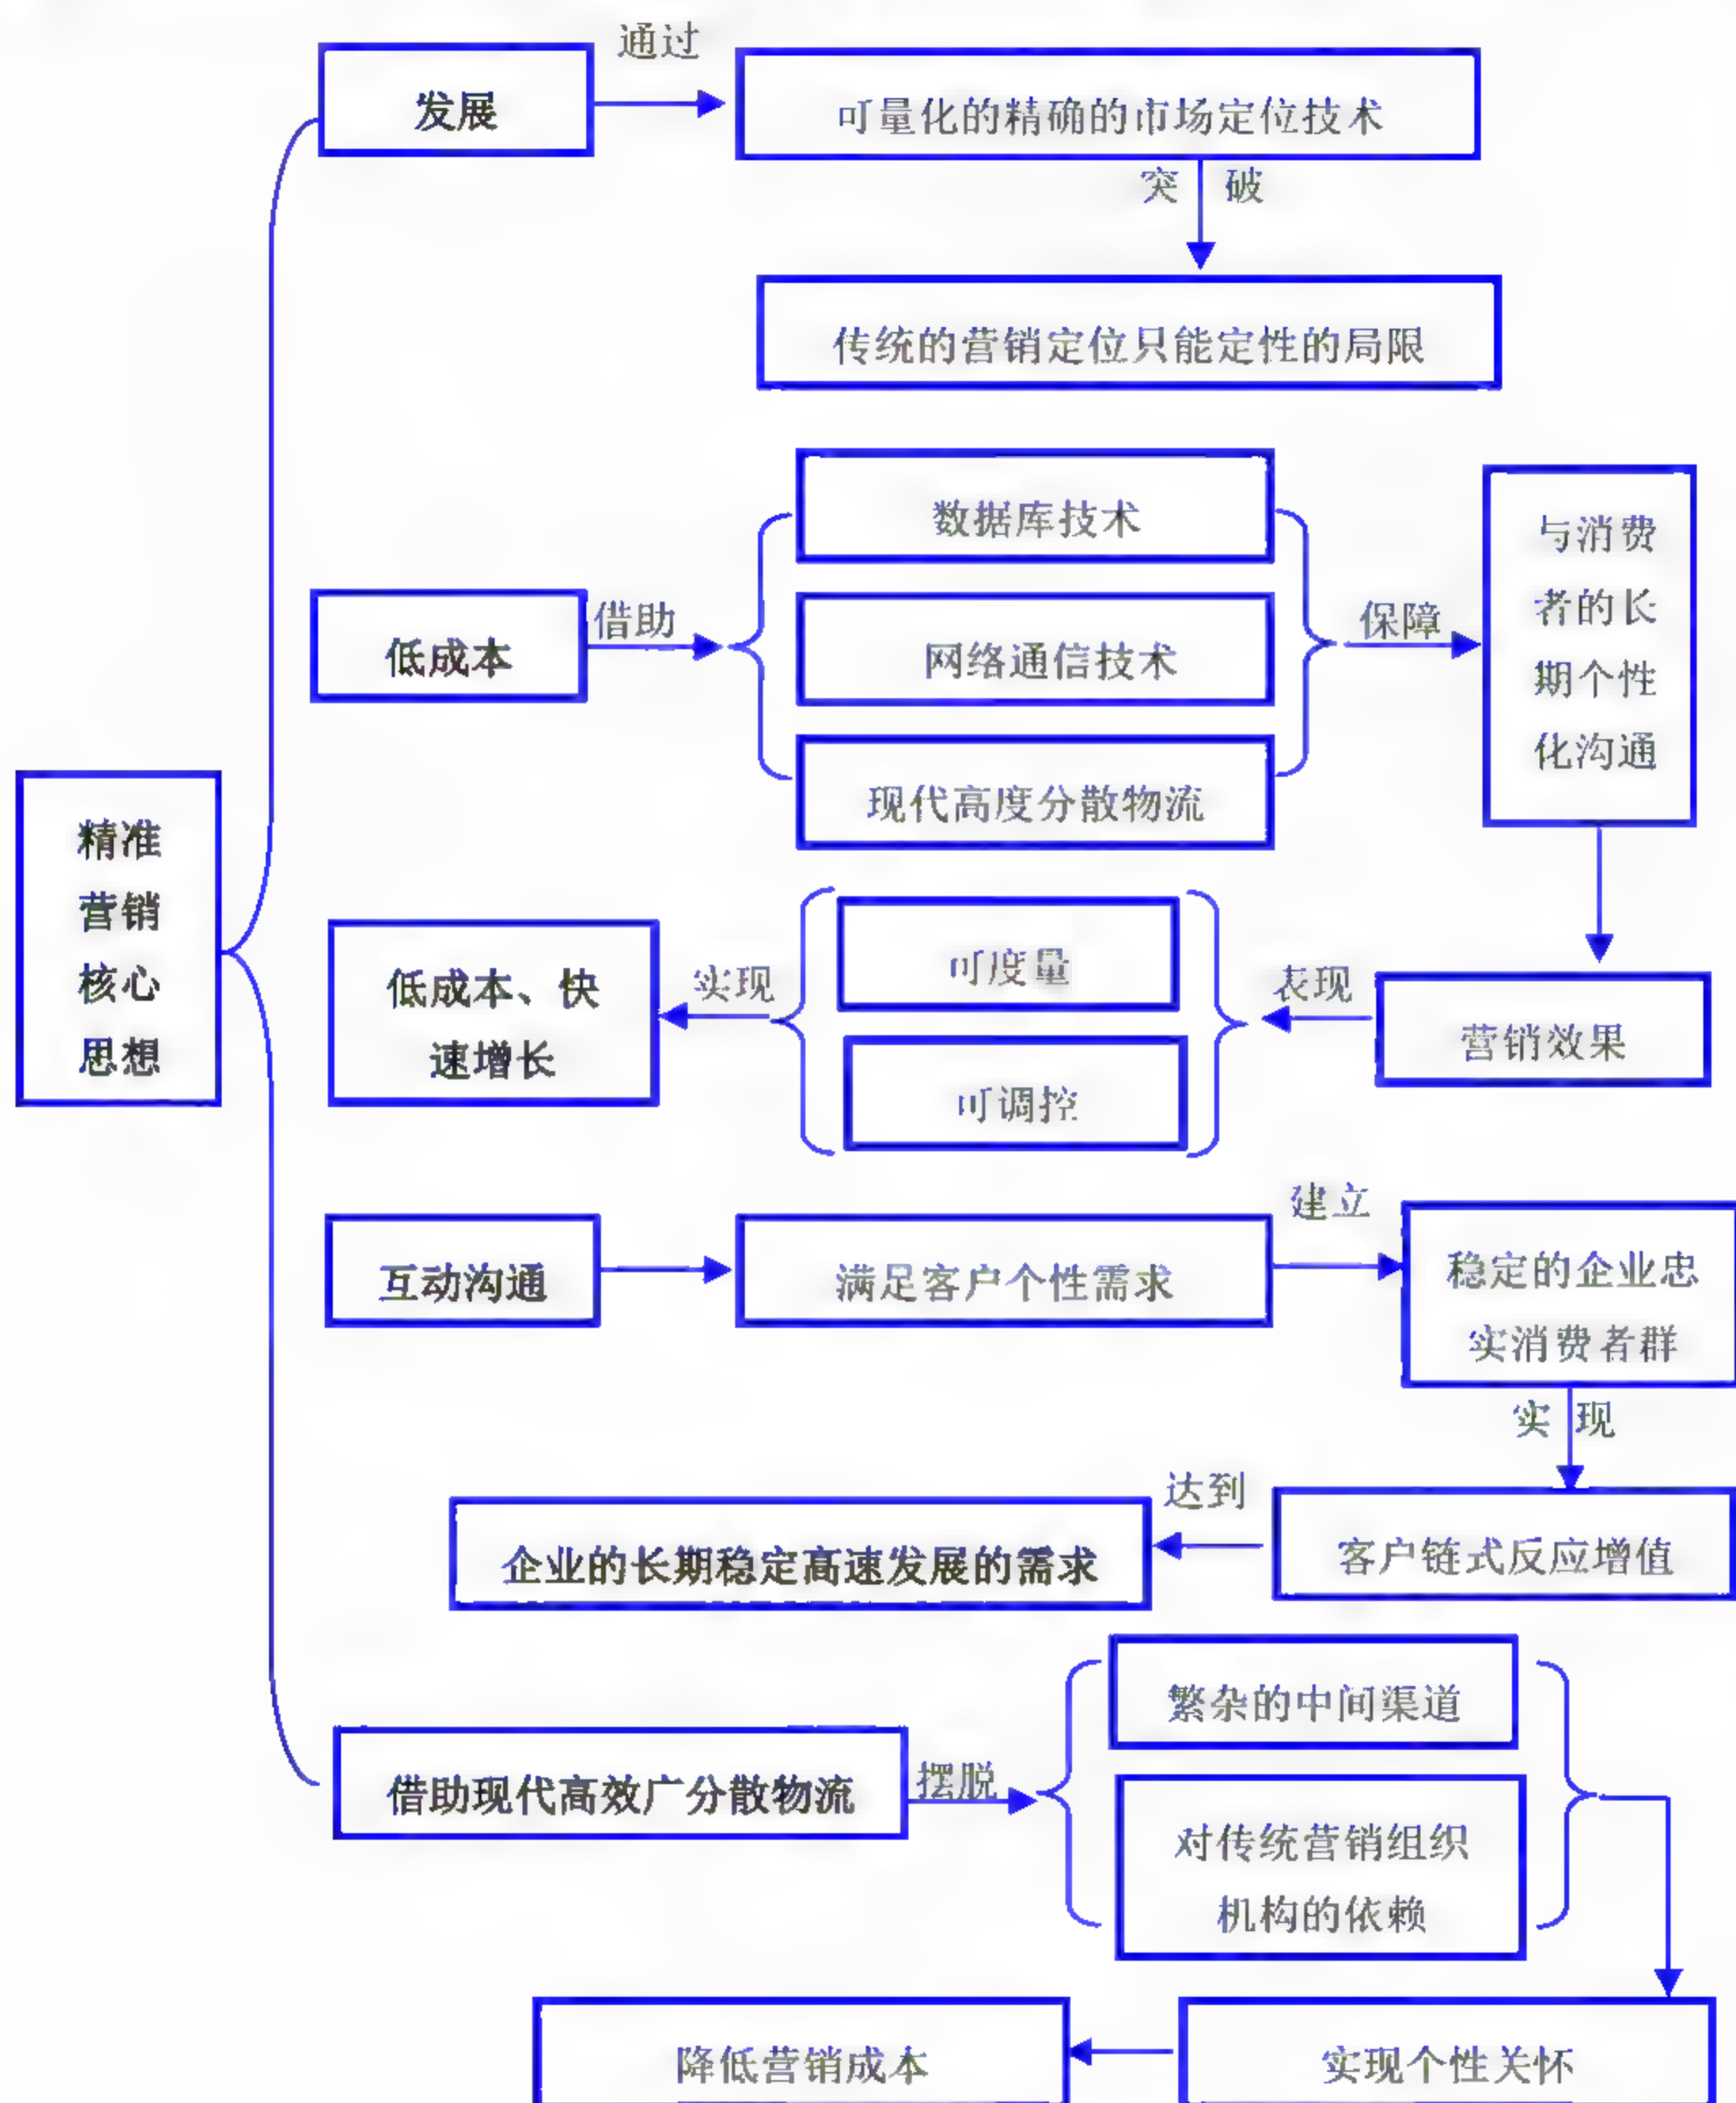 通过
发展
可量化的精确的市场定位技术
突 破
传统的营销定位只能定性的局限
数据库技术
与消费
者的长
期个性
化沟通
借助
保障
低成本
网络通信技术
现代高度分散物流
精准
营销
核心
思想
可度量
低成本、快
速增长
实现
表现
营销效果
可调控
建立
互动沟通
满足客户个性需求
稳定的企业忠
实消费者群
实 现
达到
企业的长期稳定高速发展的需求
客户链式反应增值
繁杂的中间渠道
借助现代高效广分散物流
摆脱
对传统营销组织
机构的依赖
降低营销成本
实现个性关怀